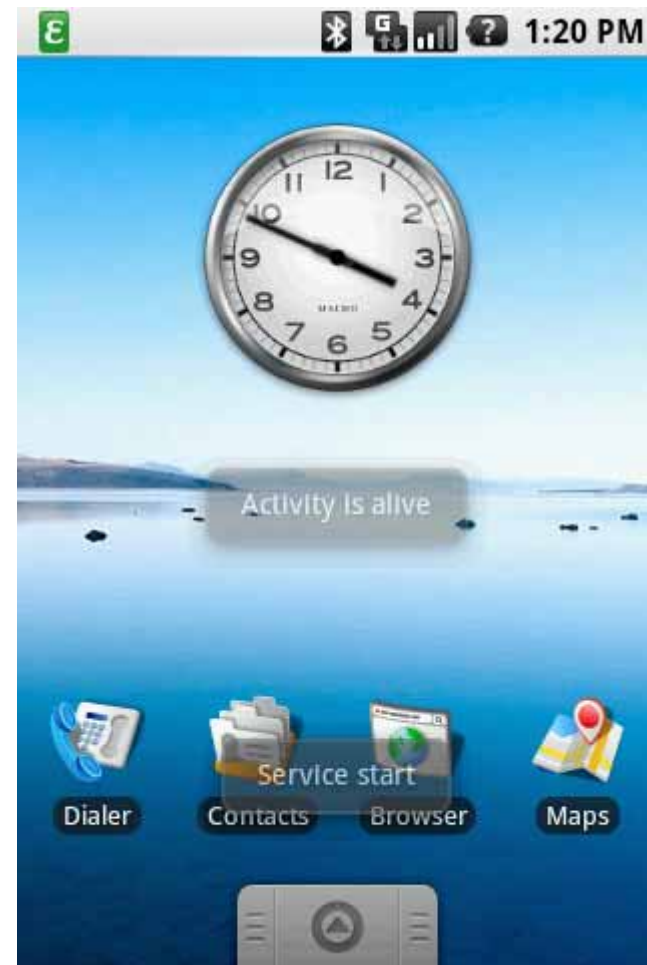 ε
G
?
1:20 PM
12
11
1
10
2
9
3
8
4
7
5
6
Activity is alive
Service start
Dialer
Contacts
Browser
Maps